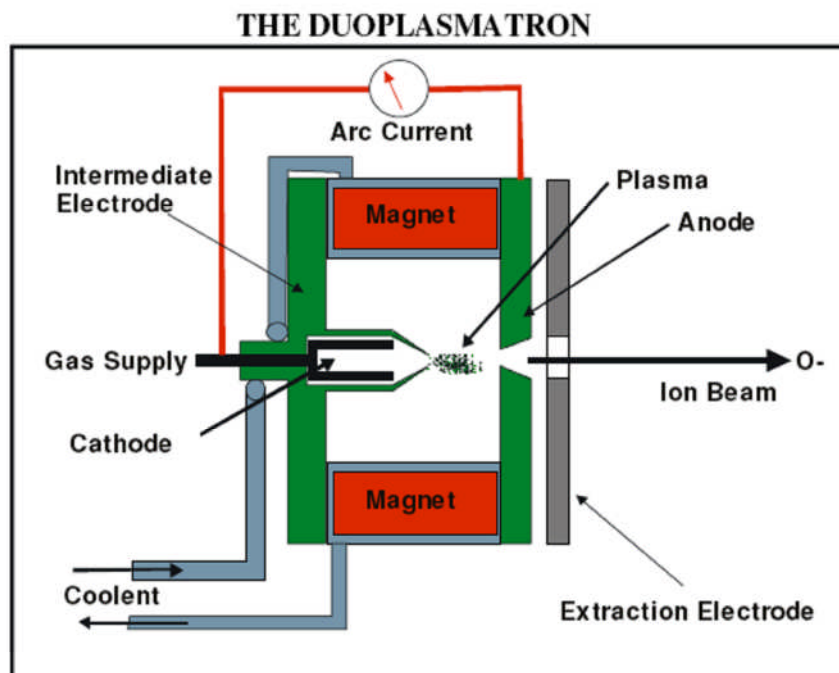 THE DUOPLASMATRON
Arc Current
Intermediate
Electrode
Magnet
Plasma
Anode
Gas Supply
O-
Ion Beam
Cathode
Magnet
Coolent
Extraction Electrode